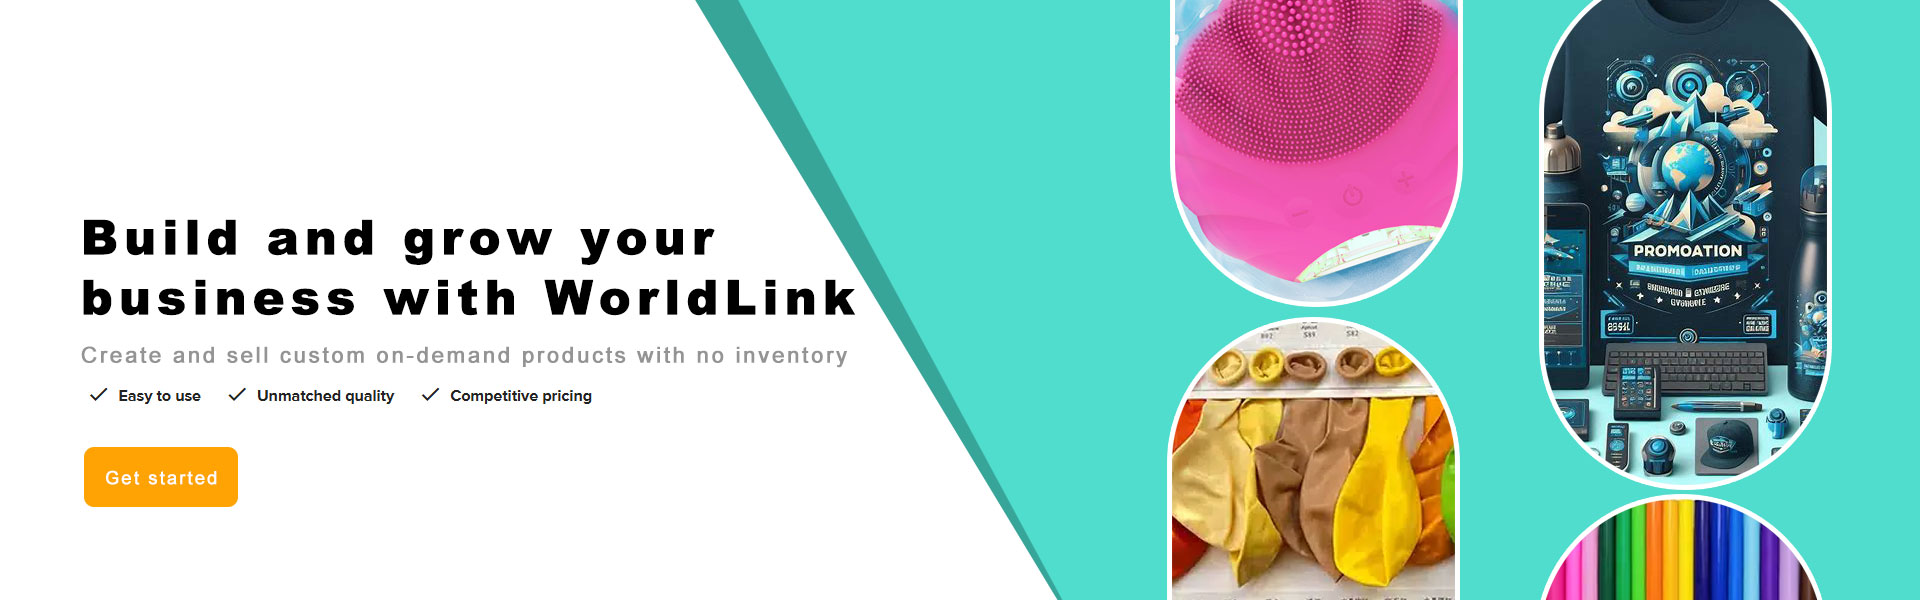 Build and grow your
business with WorldLink
Create and sell custom on-demand products with no inventory
Easy to use
Unmatched quality
Competitive pricing
Get started
PROMOATION